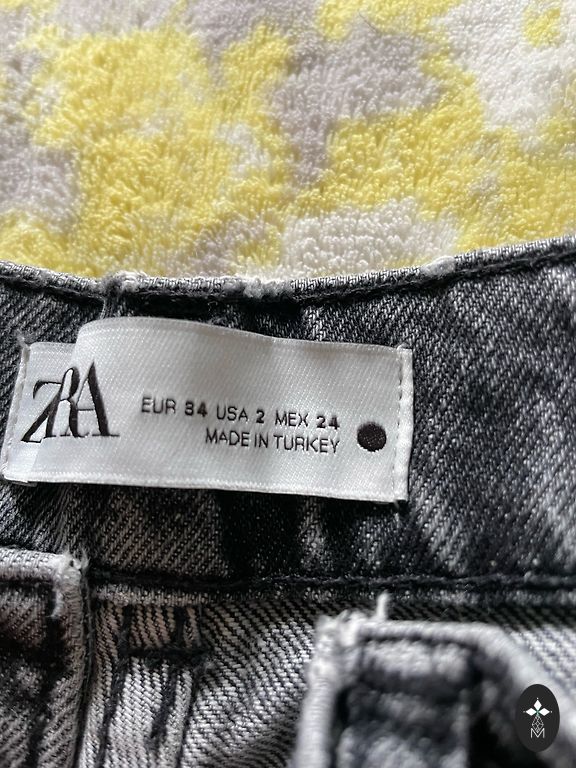 ZARA
EUR 34 USA 2 MEX 24
MADE IN TURKEY
M